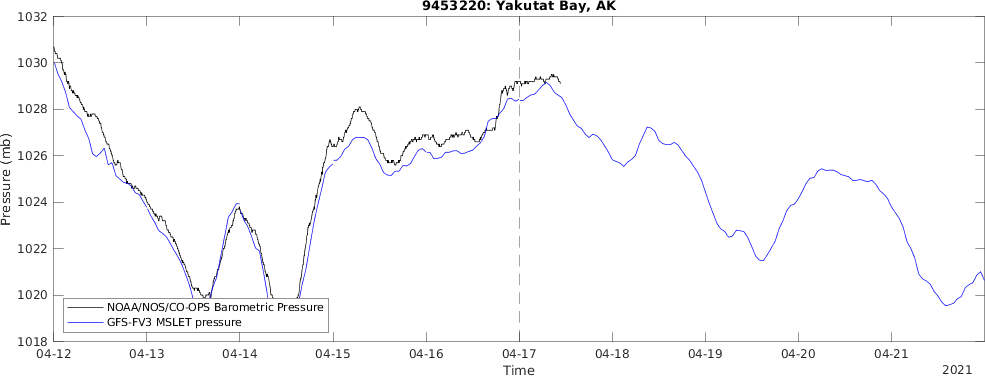 9453220: Yakutat Bay, AK
1032
1030
1028
1026
1024
1022
1020
1018
Pressure (mb)
NOAA/NOS/CO-OPS Barometric Pressure
GFS-FV3 MSLET pressure
04-12 04-13 04-14 04-15 04-16 04-17 04-18 04-19 04-20 04-21
Time
2021